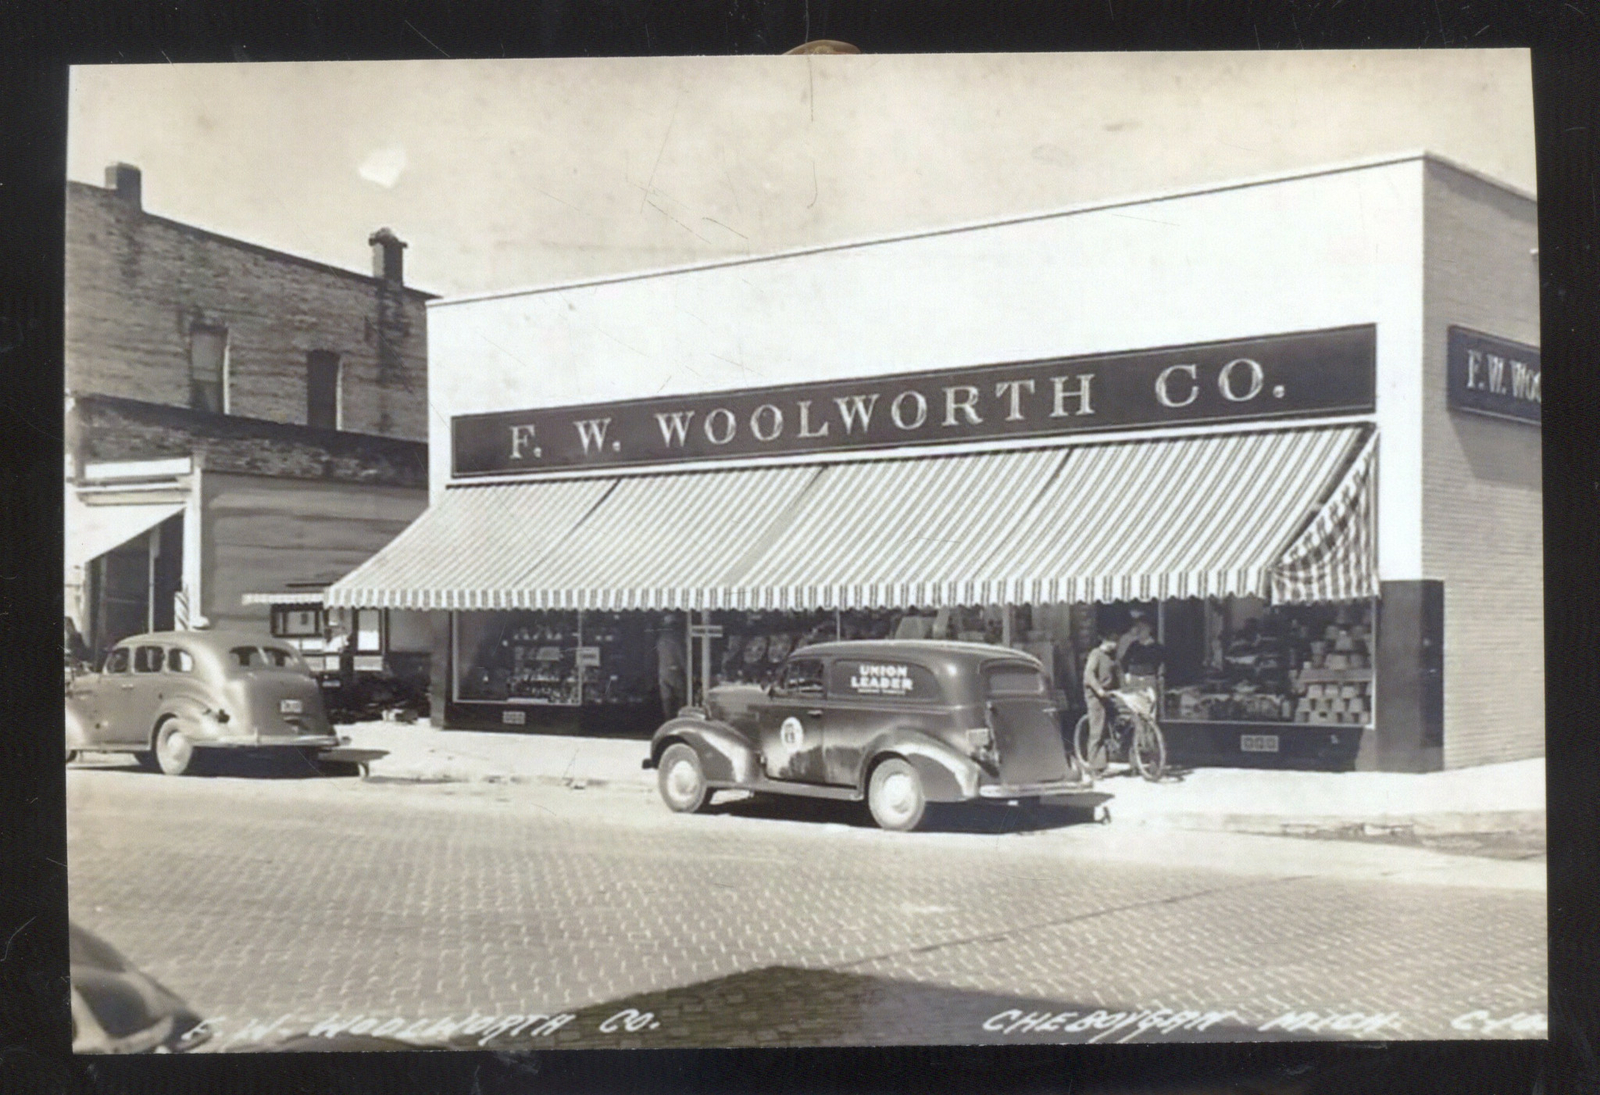 F. W. WOOLWORTH CO.
F. W. WOO
UNION
LEADER
F. W. WOOLWORTH CO.
CHEBOYGAN MICH